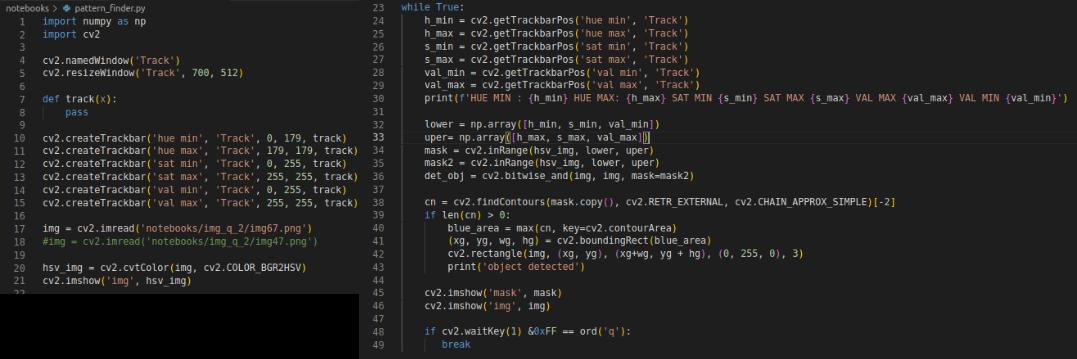 notebooks > pattern_finder.py
1 import numpy as np
2 import cv2
3
4 cv2.namedWindow('Track')
5 cv2.resizeWindow('Track', 700, 512)
6
7 def track(x):
8     pass
9
10 cv2.createTrackbar('hue min', 'Track', 0, 179, track)
11 cv2.createTrackbar('hue max', 'Track', 179, 179, track)
12 cv2.createTrackbar('sat min', 'Track', 0, 255, track)
13 cv2.createTrackbar('sat max', 'Track', 255, 255, track)
14 cv2.createTrackbar('val min', 'Track', 0, 255, track)
15 cv2.createTrackbar('val max', 'Track', 255, 255, track)
16
17 img = cv2.imread('notebooks/img_q_2/img67.png')
18 #img = cv2.imread('notebooks/img_q_2/img47.png')
19
20 hsv_img = cv2.cvtColor(img, cv2.COLOR_BGR2HSV)
21 cv2.imshow('img', hsv_img)
22
23 while True:
24     h_min = cv2.getTrackbarPos('hue min', 'Track')
25     h_max = cv2.getTrackbarPos('hue max', 'Track')
26     s_min = cv2.getTrackbarPos('sat min', 'Track')
27     s_max = cv2.getTrackbarPos('sat max', 'Track')
28     val_min = cv2.getTrackbarPos('val min', 'Track')
29     val_max = cv2.getTrackbarPos('val max', 'Track')
30     print(f'HUE MIN : {h_min} HUE MAX: {h_max} SAT MIN {s_min} SAT MAX {s_max} VAL MAX {val_max} VAL MIN {val_min}')
31
32     lower = np.array([h_min, s_min, val_min])
33     uper= np.array([h_max, s_max, val_max])
34     mask = cv2.inRange(hsv_img, lower, uper)
35     mask2 = cv2.inRange(hsv_img, lower, uper)
36     det_obj = cv2.bitwise_and(img, img, mask=mask2)
37
38     cn = cv2.findContours(mask.copy(), cv2.RETR_EXTERNAL, cv2.CHAIN_APPROX_SIMPLE)[-2]
39     if len(cn) > 0:
40         blue_area = max(cn, key=cv2.contourArea)
41         (xg, yg, wg, hg) = cv2.boundingRect(blue_area)
42         cv2.rectangle(img, (xg, yg), (xg+wg, yg + hg), (0, 255, 0), 3)
43         print('object detected')
44
45     cv2.imshow('mask', mask)
46     cv2.imshow('img', img)
47
48     if cv2.waitKey(1) &0xFF == ord('q'):
49         break